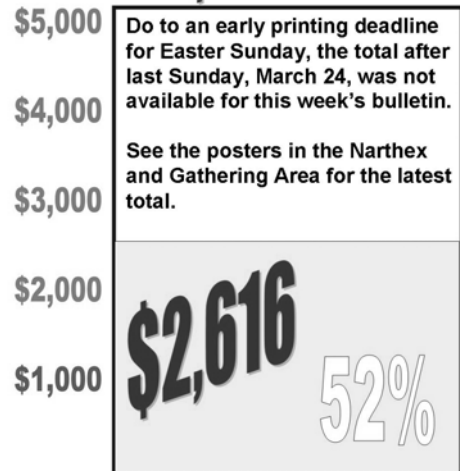 $5,000
Do to an early printing deadline
for Easter Sunday, the total after
last Sunday, March 24, was not
available for this week's bulletin.
$4,000
See the posters in the Narthex
and Gathering Area for the latest
total.
$3,000
$2,000
$2,616
$1,000
52%